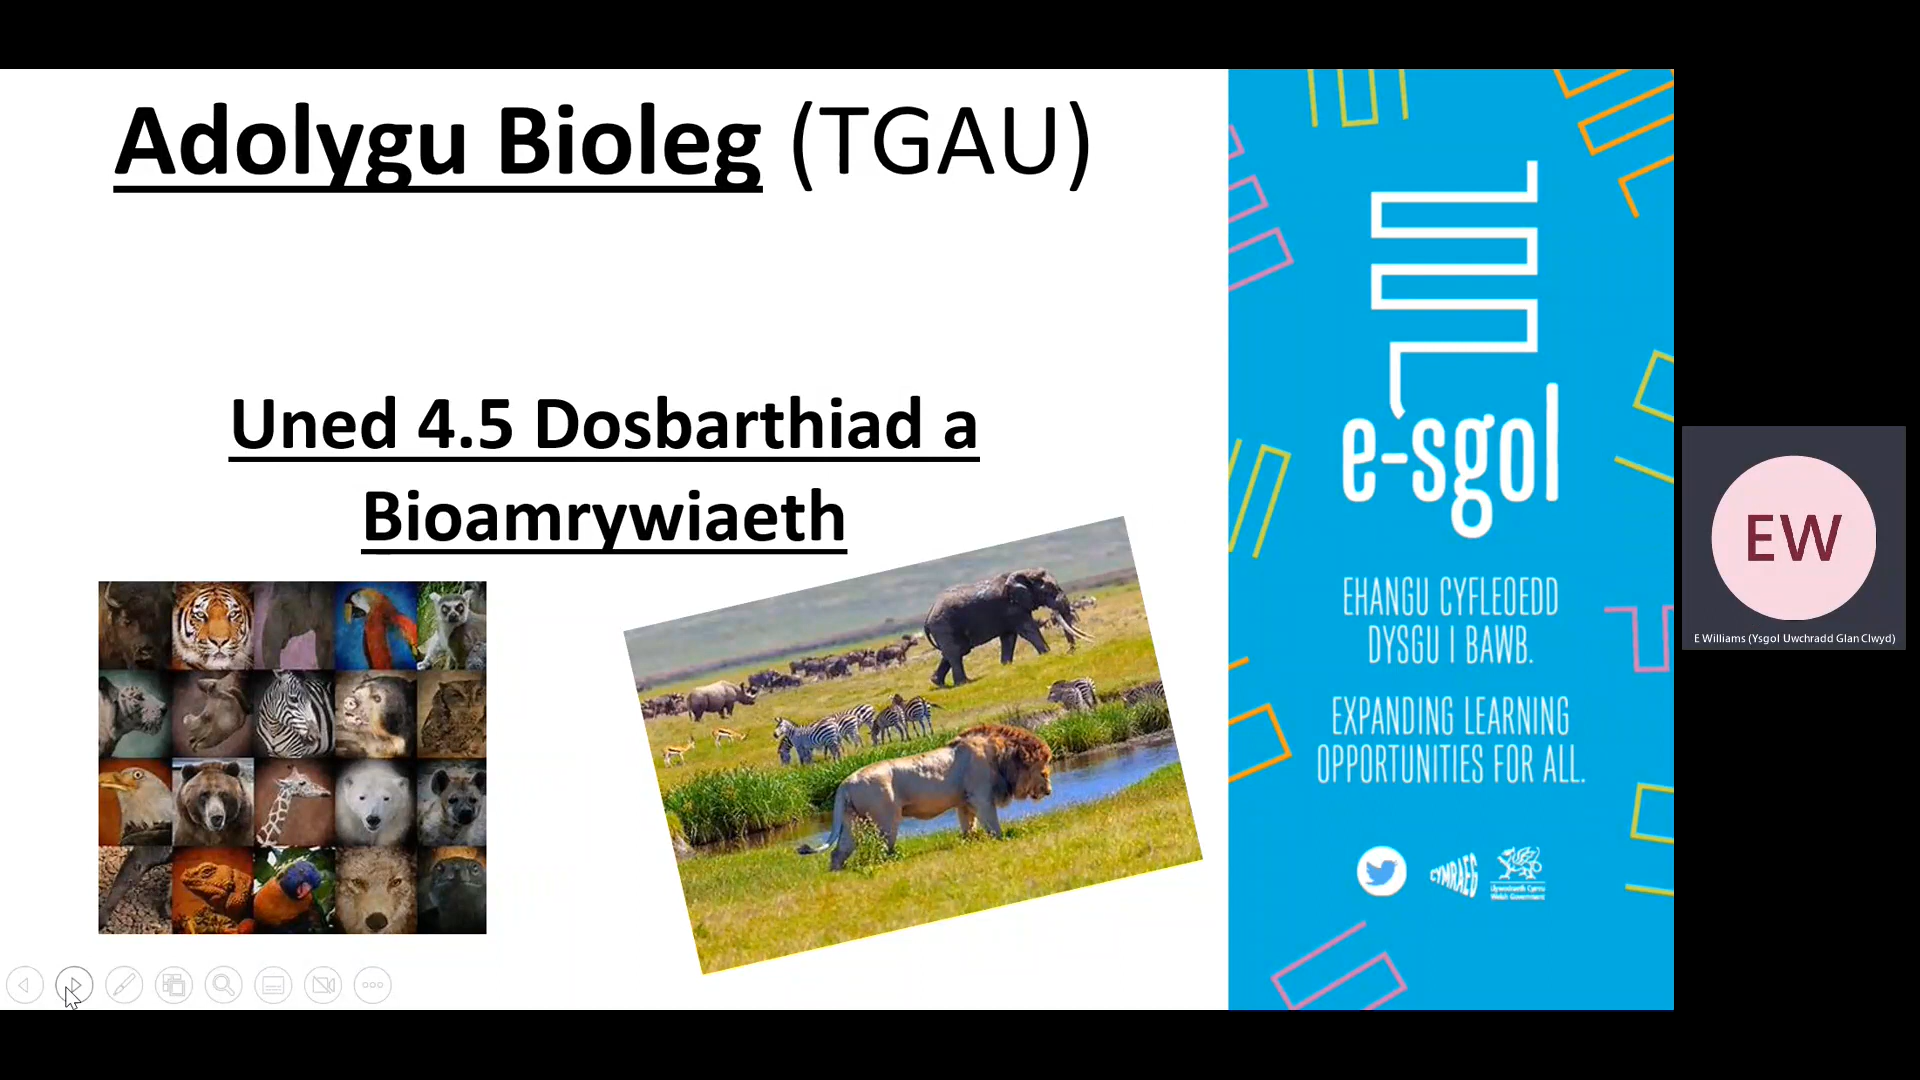 Adolygu Bioleg (TGAU)
Uned 4.5 Dosbarthiad a
Bioamrywiaeth
e-sgol
EHANGU CYFLEOEDD
DYSGU I BAWB.
EXPANDING LEARNING
OPPORTUNITIES FOR ALL.
CYMRAEG
Llywodraeth Cymru
Welsh Government
EW
E Williams (Ysgol Uwchradd Glan Clwyd)